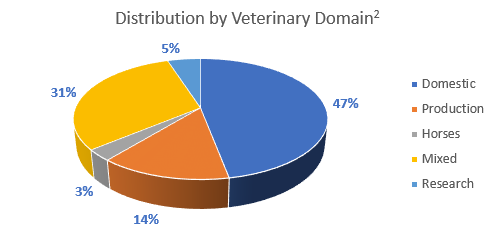 Distribution by Veterinary Domain²
5%
31%
47%
3%
14%
Domestic
Production
Horses
Mixed
Research